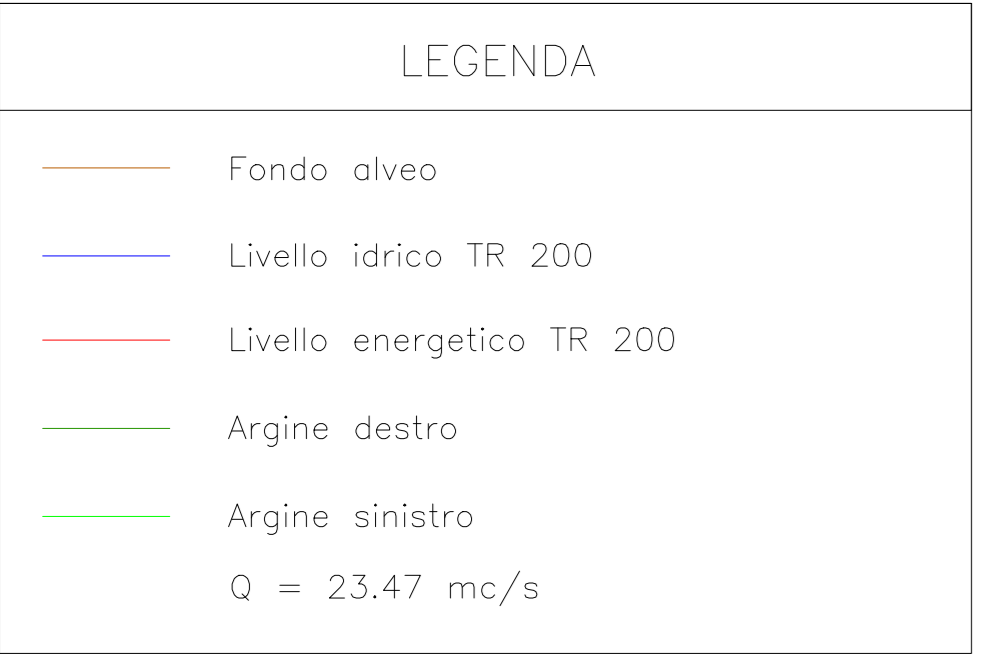 LEGENDA
Fondo alveo
Livello idrico TR 200
Livello energetico TR 200
Argine destro
Argine sinistro
Q = 23.47 mc/s